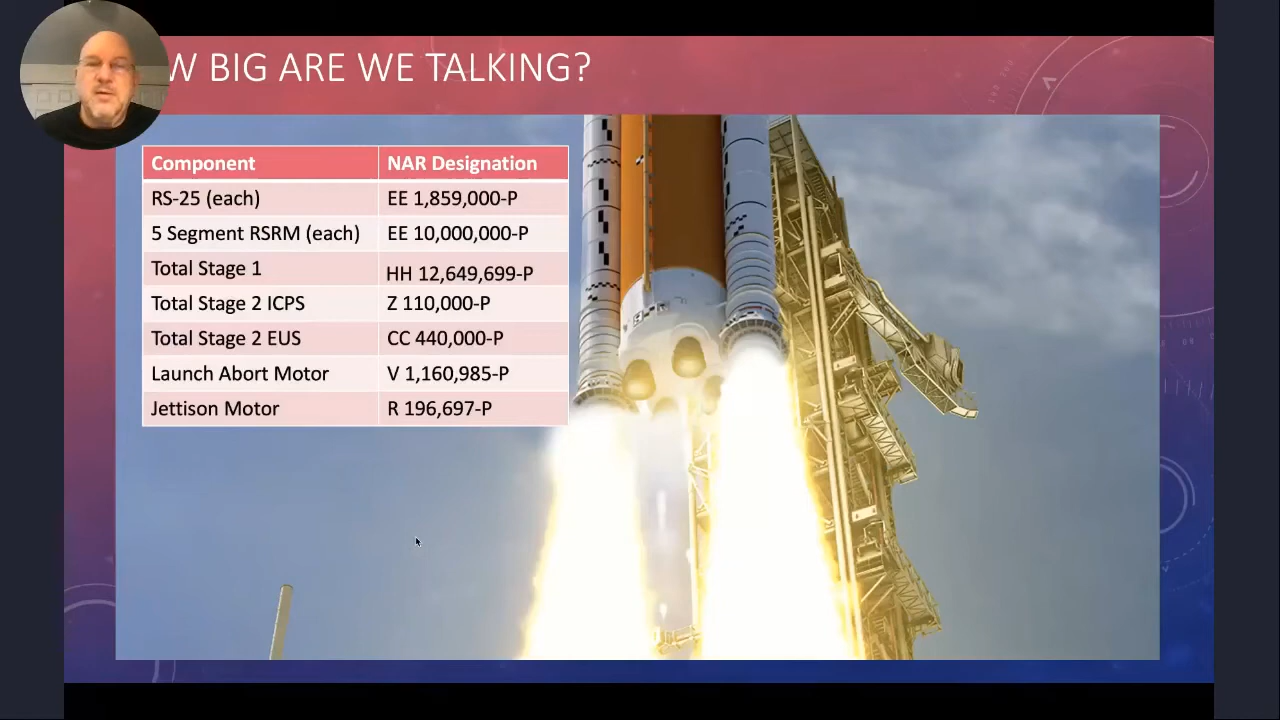 W BIG ARE WE TALKING?
Component NAR Designation
RS-25 (each) EE 1,859,000-P
5 Segment RSRM (each) EE 10,000,000-P
Total Stage 1 HH 12,649,699-P
Total Stage 2 ICPS Z 110,000-P
Total Stage 2 EUS CC 440,000-P
Launch Abort Motor V 1,160,985-P
Jettison Motor R 196,697-P